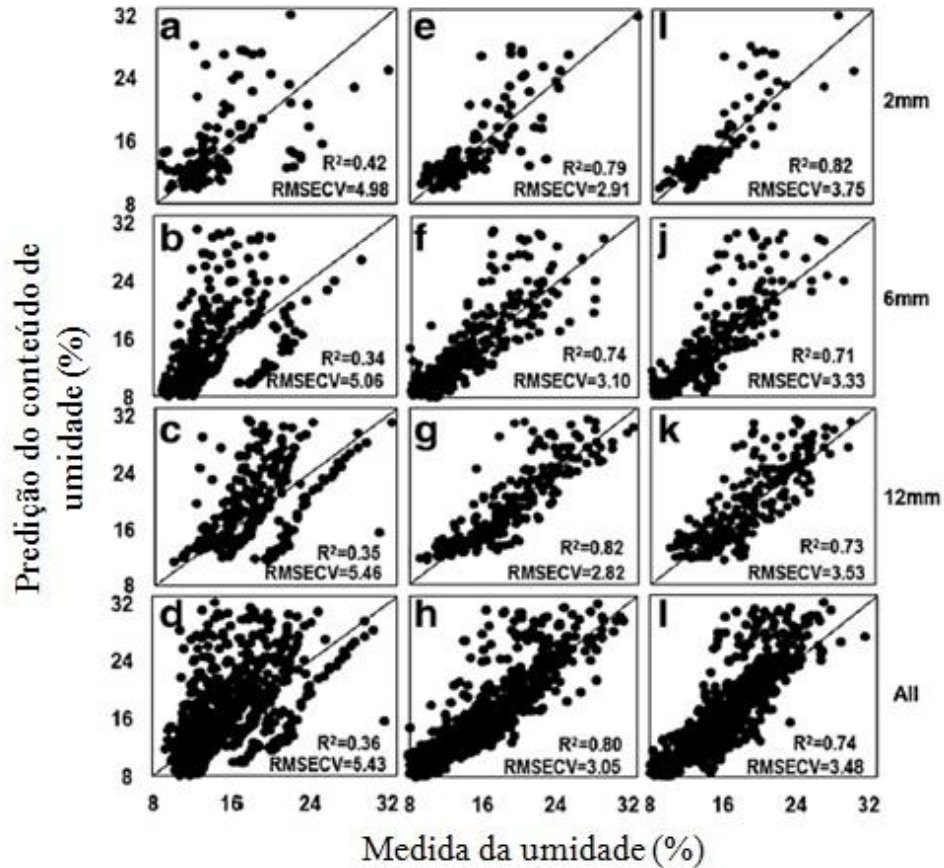 Predição do conteúdo de
umidade (%)
32
24
16
8
a
R²=0.42
RMSECV=4.98
e
R²=0.79
RMSECV=2.91
I
R²=0.82
RMSECV=3.75
2mm
32
24
16
8
b
R²=0.34
RMSECV=5.06
f
R²=0.74
RMSECV=3.10
j
R²=0.71
RMSECV=3.33
6mm
32
24
16
8
c
R²=0.35
RMSECV=5.46
g
R²=0.82
RMSECV=2.82
k
R²=0.73
RMSECV=3.53
12mm
32
24
16
8
d
R²=0.36
RMSECV=5.43
h
R²=0.80
RMSECV=3.05
l
R²=0.74
RMSECV=3.48
All
8 16 24 32 8 16 24 32 8 16 24 32
Medida da umidade (%)